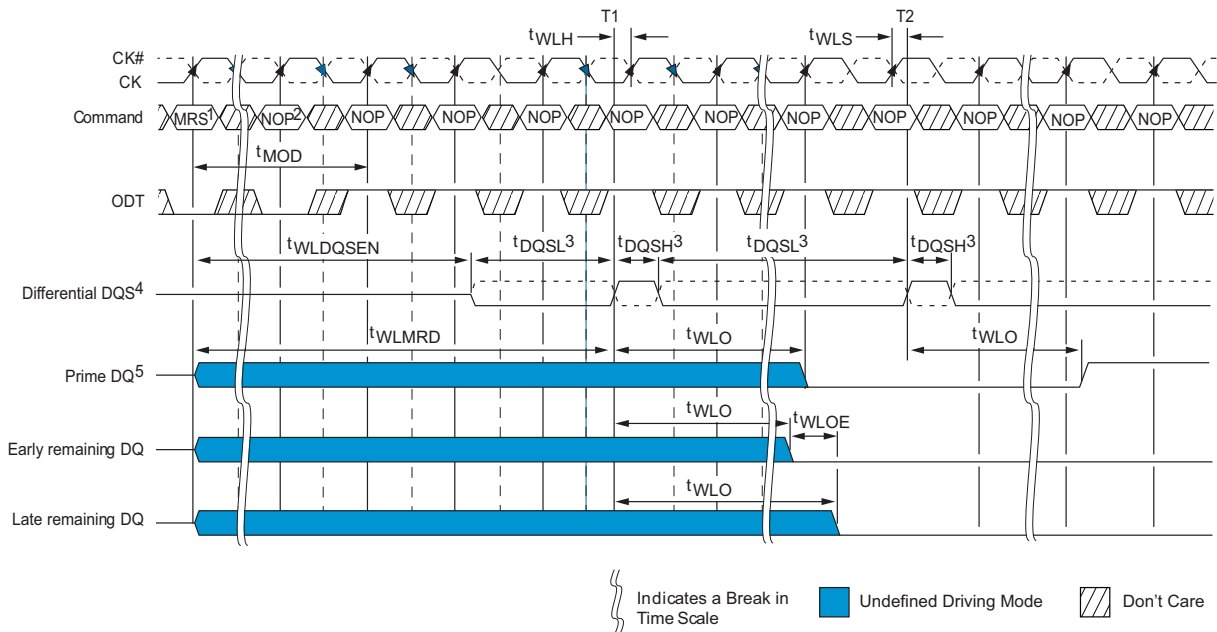 T1 T2
tWLH tWLS
CK#
CK
Command MRS1 NOP2 NOP NOP NOP NOP NOP NOP NOP NOP NOP NOP
tMOD
ODT
tWLDQSEN tDQSL3 tDQSH3 tDQSL3 tDQSH3
Differential DQS4
tWLMRD tWLO tWLO
Prime DQ5
tWLO tWLOE
Early remaining DQ
tWLO
Late remaining DQ
Indicates a Break in
Time Scale
Undefined Driving Mode
Don't Care